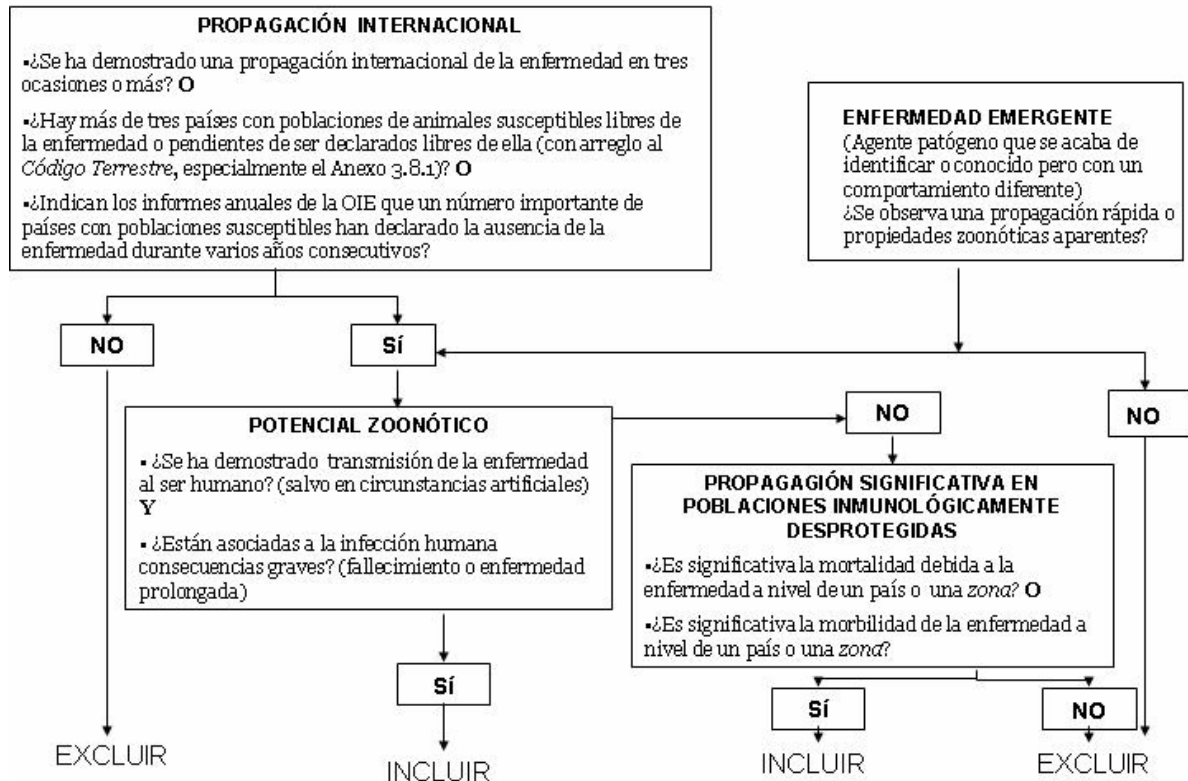 PROPAGACIÓN INTERNACIONAL
▪¿Se ha demostrado una propagación internacional de la enfermedad en tres
ocasiones o más? O
▪¿Hay más de tres países con poblaciones de animales susceptibles libres de
la enfermedad o pendientes de ser declarados libres de ella (con arreglo al
Código Terrestre, especialmente el Anexo 3.8.1)? O
▪¿Indican los informes anuales de la OIE que un número importante de
países con poblaciones susceptibles han declarado la ausencia de la
enfermedad durante varios años consecutivos?
ENFERMEDAD EMERGENTE
(Agente patógeno que se acaba de
identificar o conocido pero con un
comportamiento diferente)
¿Se observa una propagación rápida o
propiedades zoonóticas aparentes?
NO
Sí
POTENCIAL ZOONÓTICO
▪ ¿Se ha demostrado transmisión de la enfermedad
al ser humano? (salvo en circunstancias artificiales)
Y
▪ ¿Están asociadas a la infección humana
consecuencias graves? (fallecimiento o enfermedad
prolongada)
NO
NO
PROPAGACIÓN SIGNIFICATIVA EN
POBLACIONES INMUNOLÓGICAMENTE
DESPROTEGIDAS
▪¿Es significativa la mortalidad debida a la
enfermedad a nivel de un país o una zona? O
▪¿Es significativa la morbilidad de la enfermedad a
nivel de un país o una zona?
Sí
Sí
NO
EXCLUIR
INCLUIR
INCLUIR
EXCLUIR